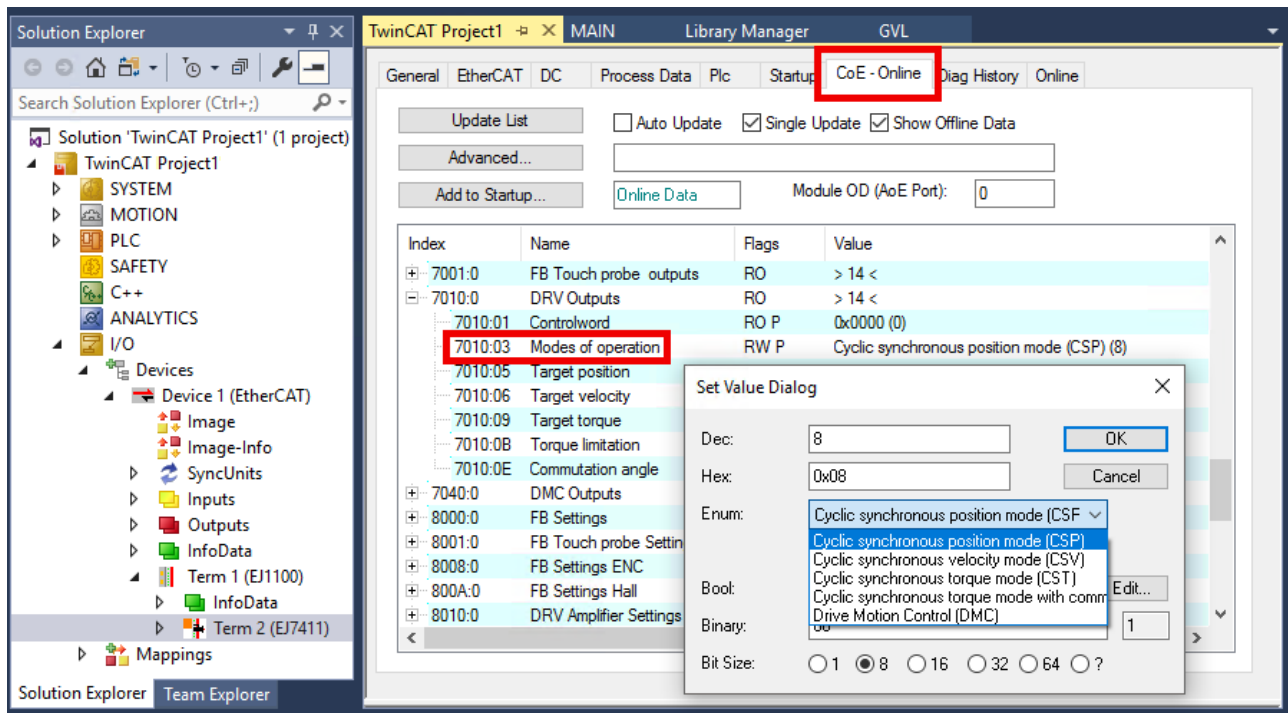 Solution Explorer
Search Solution Explorer (Ctrl+;)
Solution 'TwinCAT Project1' (1 project)
TwinCAT Project1
SYSTEM
MOTION
PLC
SAFETY
C++
ANALYTICS
I/O
Devices
Device 1 (EtherCAT)
Image
Image-Info
SyncUnits
Inputs
Outputs
InfoData
Term 1 (EJ1100)
InfoData
Term 2 (EJ7411)
Mappings
Solution Explorer Team Explorer
TwinCAT Project1 MAIN Library Manager GVL
General EtherCAT DC Process Data Plc Startup CoE - Online Diag History Online
Update List Auto Update Single Update Show Offline Data
Advanced...
Add to Startup... Online Data Module OD (AoE Port): 0
Index Name Flags Value
7001:0 FB Touch probe outputs RO > 14 <
7010:0 DRV Outputs RO > 14 <
7010:01 Controlword RO P 0x0000 (0)
7010:03 Modes of operation RW P Cyclic synchronous position mode (CSP) (8)
7010:05 Target position
7010:06 Target velocity
7010:09 Target torque
7010:0B Torque limitation
7010:0E Commutation angle
7040:0 DMC Outputs
8000:0 FB Settings
8001:0 FB Touch probe Settin
8008:0 FB Settings ENC
800A:0 FB Settings Hall
8010:0 DRV Amplifier Settings
Set Value Dialog
Dec: 8 OK
Hex: 0x08 Cancel
Enum: Cyclic synchronous position mode (CSF
Cyclic synchronous position mode (CSP)
Cyclic synchronous velocity mode (CSV)
Cyclic synchronous torque mode (CST)
Cyclic synchronous torque mode with comm
Drive Motion Control (DMC)
Bool: Edit...
Binary: 1
Bit Size: 1 8 16 32 64 ?